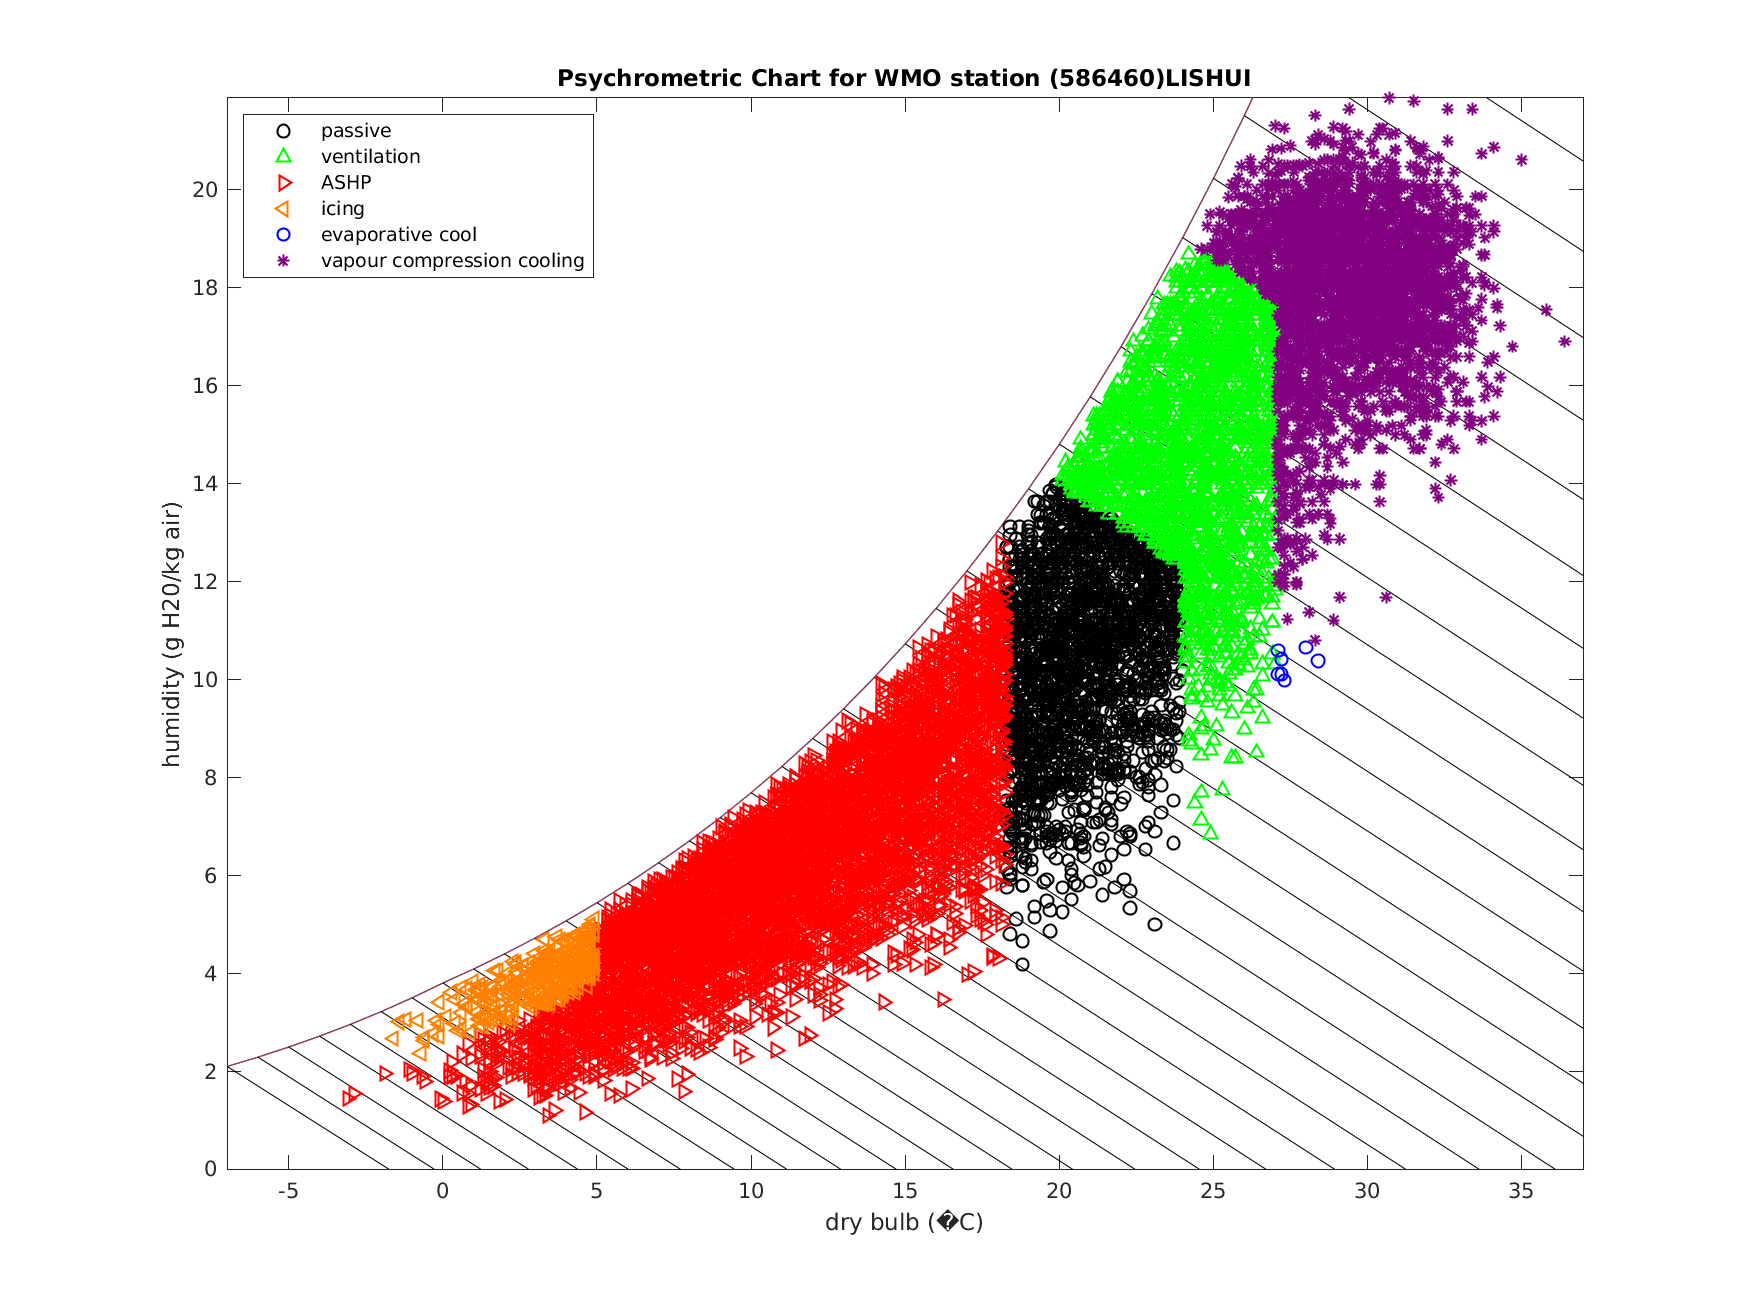 Psychrometric Chart for WMO station (586460)LISHUI
passive
ventilation
ASHP
icing
evaporative cool
vapour compression cooling
humidity (g H20/kg air)
20
18
16
14
12
10
8
6
4
2
0
-5 0 5 10 15 20 25 30 35
dry bulb (�C)